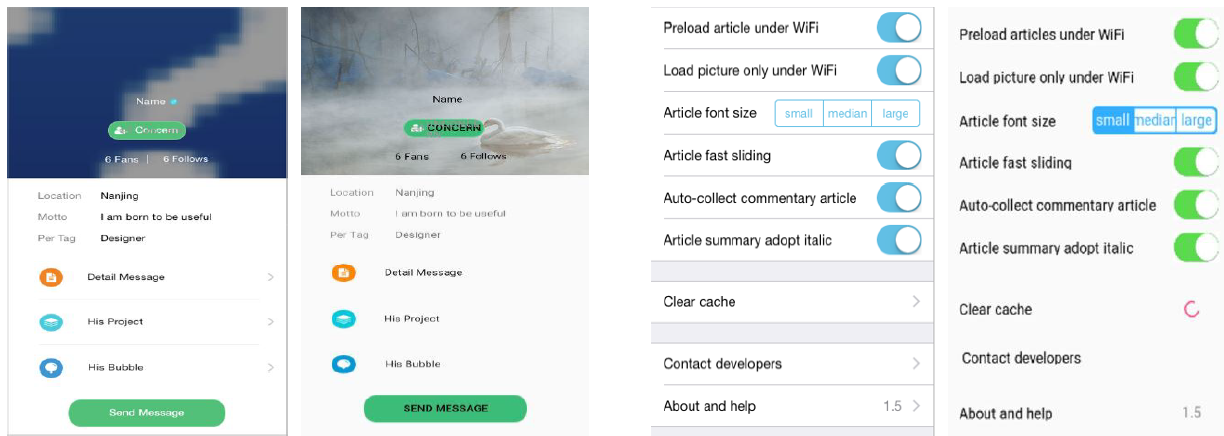 Name
Concern
6 Fans | 6 Follows
Location Nanjing
Motto I am born to be useful
Per Tag Designer
Detail Message
His Project
His Bubble
Send Message
Name
CONCERN
6 Fans 6 Follows
Location Nanjing
Motto I am born to be useful
Per Tag Designer
Detail Message
His Project
His Bubble
SEND MESSAGE
Preload article under WiFi
Load picture only under WiFi
Article font size small median large
Article fast sliding
Auto-collect commentary article
Article summary adopt italic
Clear cache
Contact developers
About and help 1.5
Preload articles under WiFi
Load picture only under WiFi
Article font size small median large
Article fast sliding
Auto-collect commentary article
Article summary adopt italic
Clear cache
Contact developers
About and help 1.5